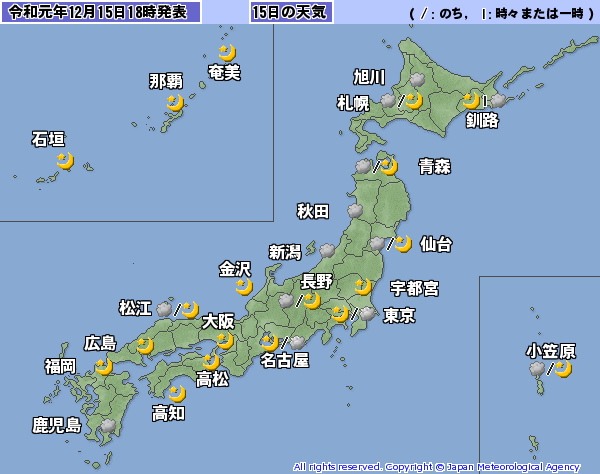 令和元年12月15日18時発表
15日の天気
( / : のち, | : 時々または一時 )
奄美
那覇
石垣
旭川
札幌
釧路
青森
秋田
仙台
新潟
金沢
長野
宇都宮
松江
大阪
東京
広島
名古屋
福岡
高松
高知
鹿児島
小笠原
All rights reserved. Copyright © Japan Meteorological Agency